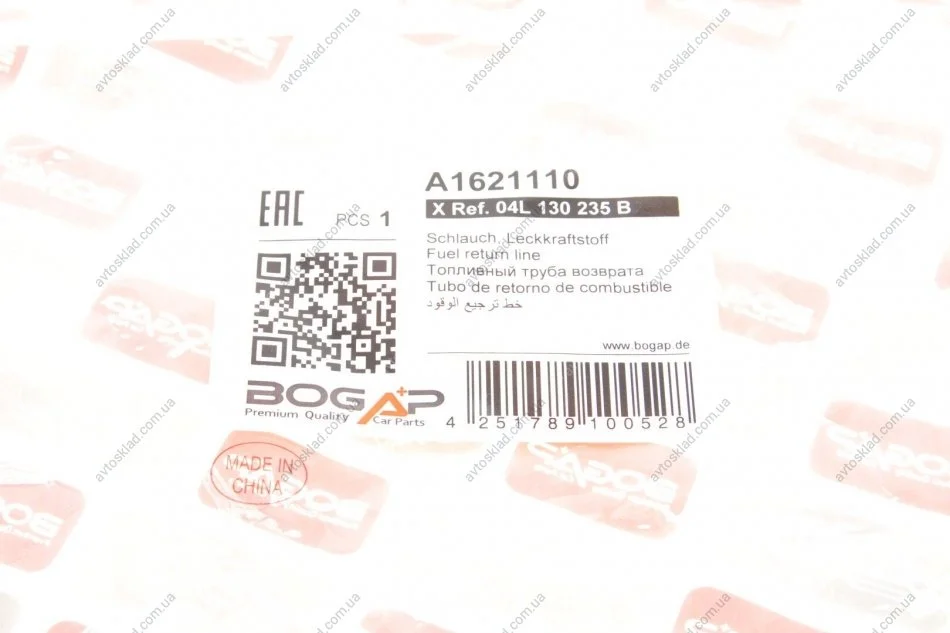 A1621110
X Ref. 04L 130 235 B
EAC
PCS 1
Schlauch, Leckkraftstoff
Fuel return line
Топливный труба возврата
Tubo de retorno de combustible
خط ترجيع الوقود
www.bogap.de
BOGAP
Premium Quality Car Parts
4 251789 100528
MADE IN
CHINA
avtosklad.com.ua